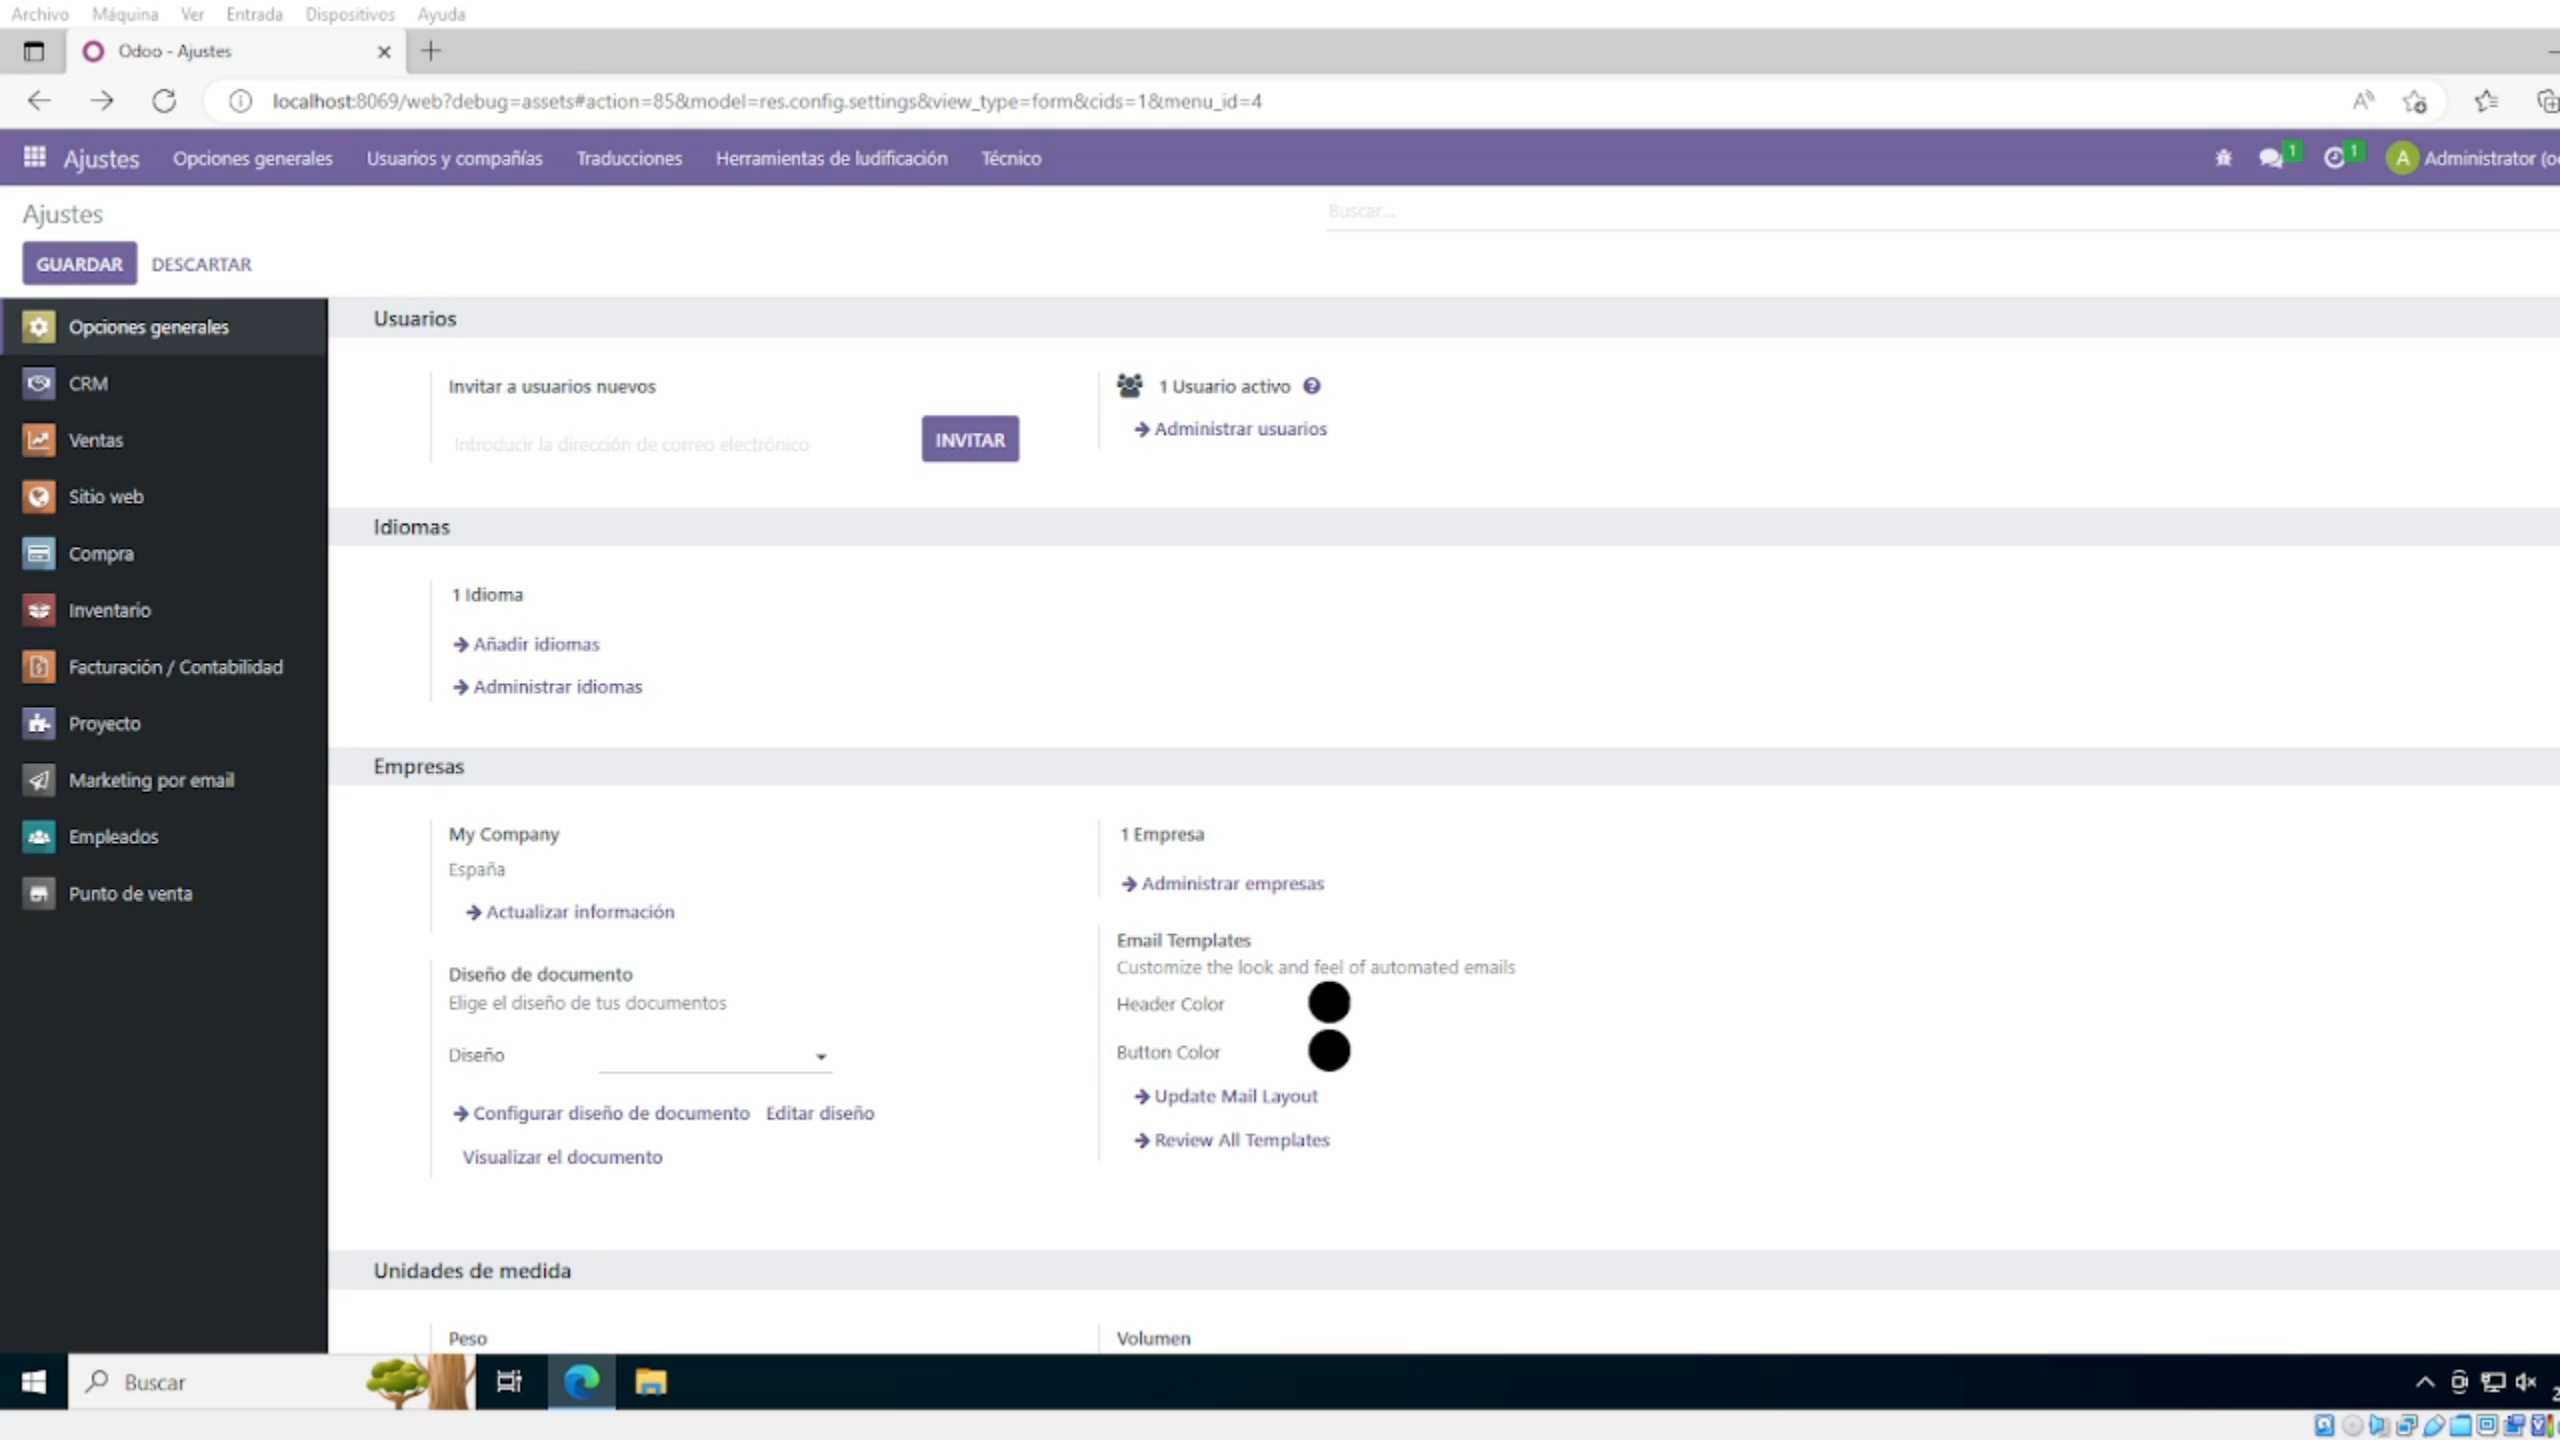 Archivo Máquina Ver Entrada Dispositivos Ayuda
Odoo - Ajustes
localhost:8069/web?debug=assets#action=85&model=res.config.settings&view_type=form&cids=1&menu_id=4
Ajustes Opciones generales Usuarios y compañías Traducciones Herramientas de ludificación Técnico 1 1 A Administrator
Ajustes
Buscar...
GUARDAR DESCARTAR
Opciones generales
CRM
Ventas
Sitio web
Compra
Inventario
Facturación / Contabilidad
Proyecto
Marketing por email
Empleados
Punto de venta
Usuarios
Invitar a usuarios nuevos
Introducir la dirección de correo electrónico
INVITAR
1 Usuario activo
Administrar usuarios
Idiomas
1 Idioma
Añadir idiomas
Administrar idiomas
Empresas
My Company
España
Actualizar información
1 Empresa
Administrar empresas
Diseño de documento
Elige el diseño de tus documentos
Diseño
Configurar diseño de documento Editar diseño
Visualizar el documento
Email Templates
Customize the look and feel of automated emails
Header Color
Button Color
Update Mail Layout
Review All Templates
Unidades de medida
Peso
Volumen
Buscar